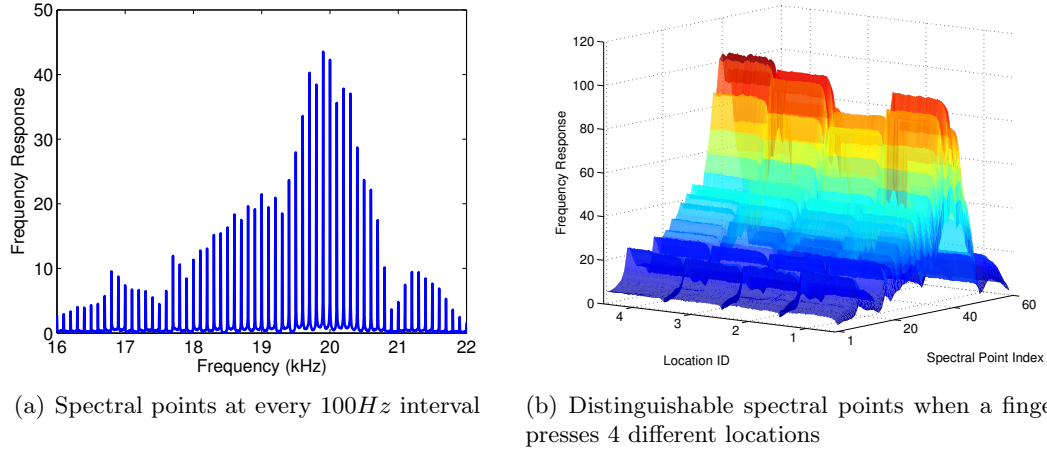 50
40
30
20
10
0
16 17 18 19 20 21 22
Frequency Response
Frequency (kHz)
(a) Spectral points at every 100Hz interval
120
100
80
60
40
20
0
Frequency Response
4 3 2 1
Location ID
1 20 40 60
Spectral Point Index
(b) Distinguishable spectral points when a finge
presses 4 different locations